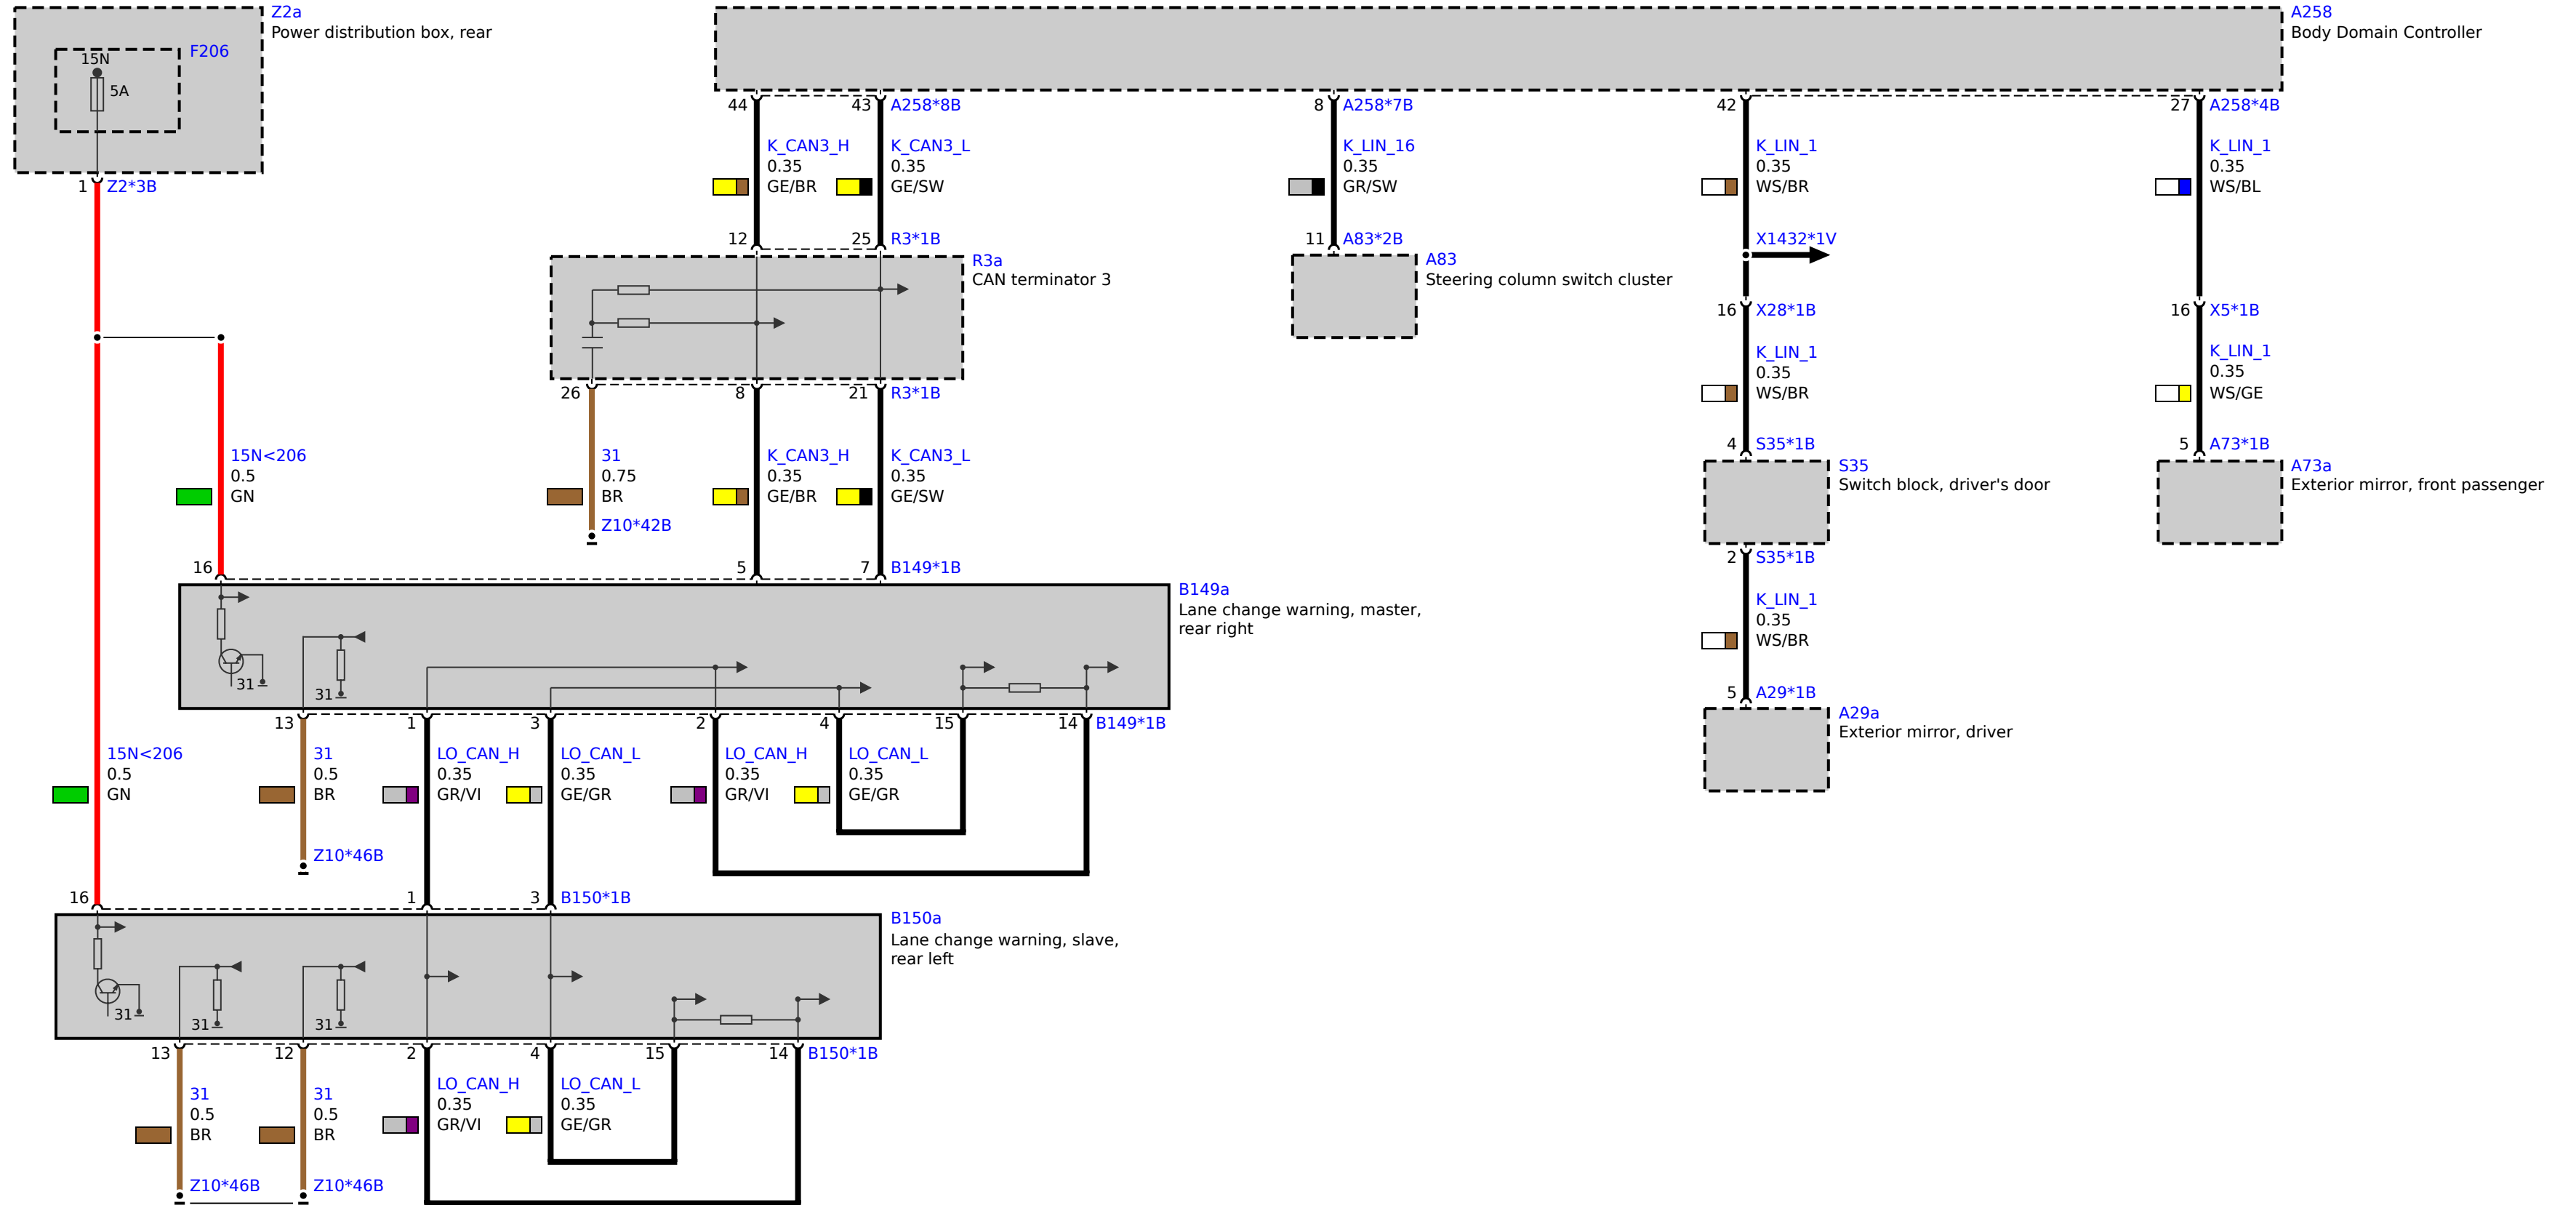 Z2a
Power distribution box, rear
F206
15N
5A
1 Z2*3B
A258
Body Domain Controller
44
43 A258*8B
8 A258*7B
42
27 A258*4B
K_CAN3_H
0.35
GE/BR
K_CAN3_L
0.35
GE/SW
K_LIN_16
0.35
GR/SW
K_LIN_1
0.35
WS/BR
K_LIN_1
0.35
WS/BL
12
25 R3*1B
11 A83*2B
X1432*1V
R3a
CAN terminator 3
A83
Steering column switch cluster
16 X28*1B
16 X5*1B
K_LIN_1
0.35
WS/BR
K_LIN_1
0.35
WS/GE
26
8
21 R3*1B
4 S35*1B
5 A73*1B
15N<206
0.5
GN
31
0.75
BR
Z10*42B
K_CAN3_H
0.35
GE/BR
K_CAN3_L
0.35
GE/SW
S35
Switch block, driver's door
A73a
Exterior mirror, front passenger
16
5
7 B149*1B
2 S35*1B
B149a
Lane change warning, master,
rear right
31
31
K_LIN_1
0.35
WS/BR
5 A29*1B
A29a
Exterior mirror, driver
13
1
3
2
4
15
14 B149*1B
15N<206
0.5
GN
31
0.5
BR
Z10*46B
LO_CAN_H
0.35
GR/VI
LO_CAN_L
0.35
GE/GR
LO_CAN_H
0.35
GR/VI
LO_CAN_L
0.35
GE/GR
16
1
3 B150*1B
B150a
Lane change warning, slave,
rear left
31
31
31
13
12
2
4
15
14 B150*1B
31
0.5
BR
31
0.5
BR
LO_CAN_H
0.35
GR/VI
LO_CAN_L
0.35
GE/GR
Z10*46B
Z10*46B